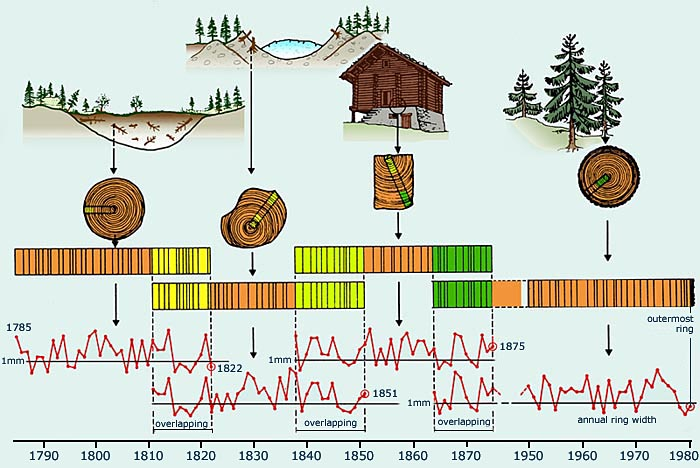 outermost
ring
1785
1mm
1822
1mm
1851
1875
1mm
annual ring width
overlapping
overlapping
overlapping
1790 1800 1810 1820 1830 1840 1850 1860 1870 1950 1960 1970 1980